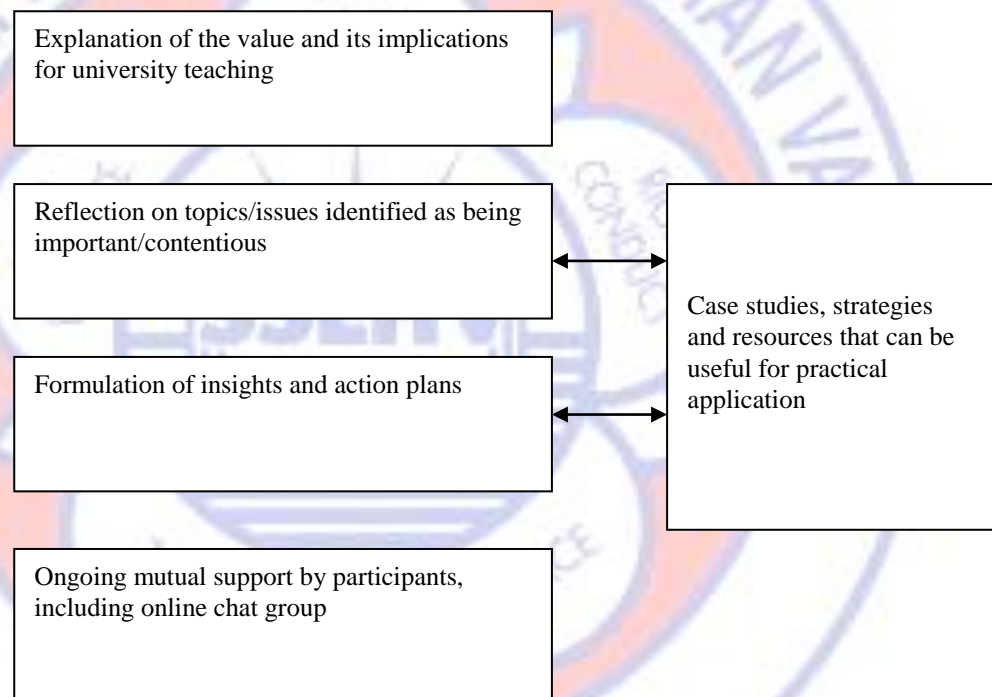 Explanation of the value and its implications
for university teaching
Reflection on topics/issues identified as being
important/contentious
Formulation of insights and action plans
Case studies, strategies
and resources that can be
useful for practical
application
Ongoing mutual support by participants,
including online chat group
CONDUCT